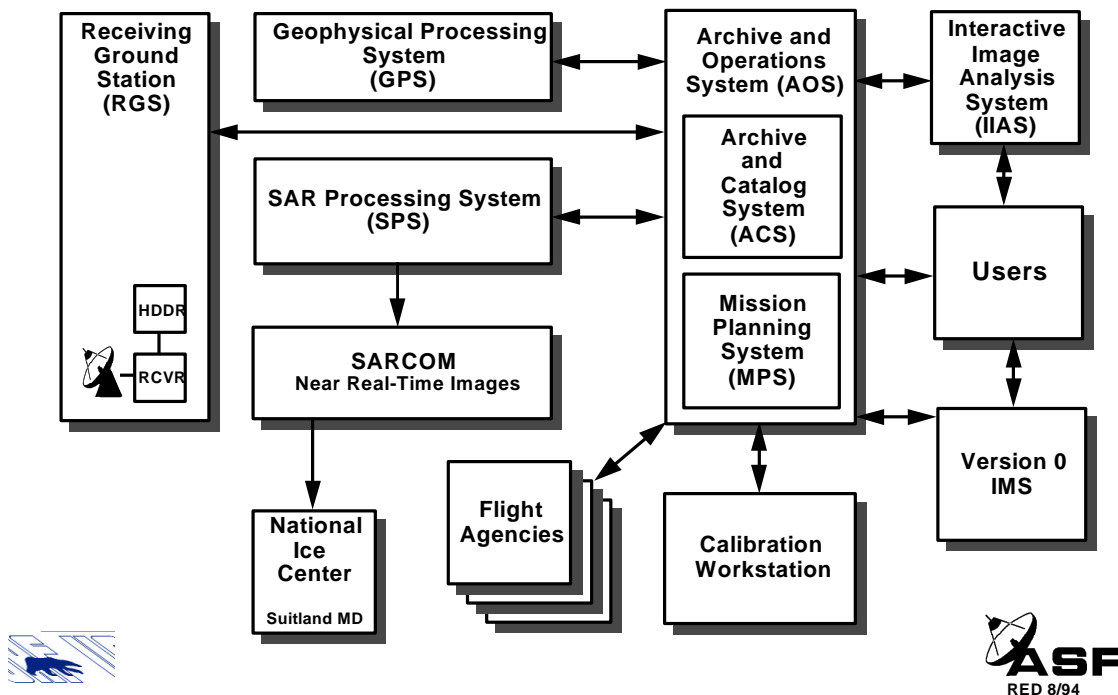 Receiving
Ground
Station
(RGS)
HDDR
RCVR
Geophysical Processing
System
(GPS)
SAR Processing System
(SPS)
SARCOM
Near Real-Time Images
National
Ice
Center
Suitland MD
Flight
Agencies
Archive and
Operations
System (AOS)
Archive
and
Catalog
System
(ACS)
Mission
Planning
System
(MPS)
Calibration
Workstation
Interactive
Image
Analysis
System
(IIAS)
Users
Version 0
IMS
ASF
RED 8/94